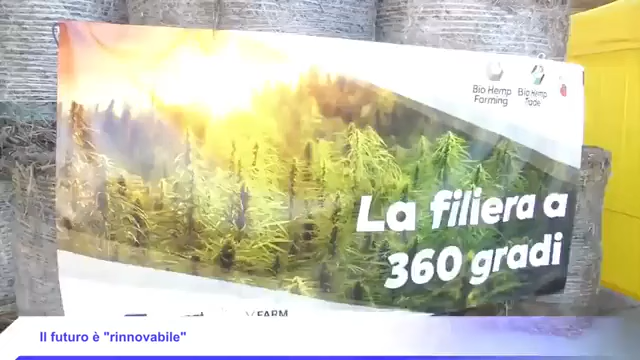 Bio Hemp
Farming
Bio Hemp
Trade
La filiera a
360 gradi
FARM
Il futuro è "rinnovabile"